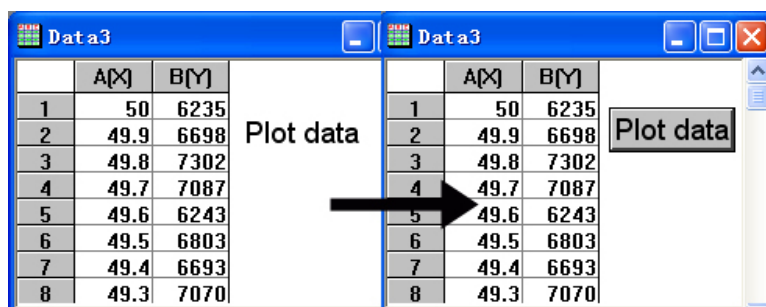 Data3
A(X) B(Y)
1 50 6235
2 49.9 6698
3 49.8 7302
4 49.7 7087
5 49.6 6243
6 49.5 6803
7 49.4 6693
8 49.3 7070
Plot data
Data3
A(X) B(Y)
1 50 6235
2 49.9 6698
3 49.8 7302
4 49.7 7087
5 49.6 6243
6 49.5 6803
7 49.4 6693
8 49.3 7070
Plot data